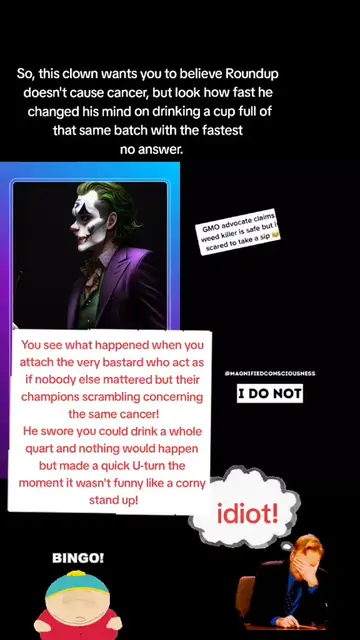 So, this clown wants you to believe Roundup
doesn't cause cancer, but look how fast he
changed his mind on drinking a cup full of
that same batch with the fastest
no answer.
GMO advocate claims
weed killer is safe but is
scared to take a sip 😂
You see what happened when you
attach the very bastard who act as
if nobody else mattered but their
champions scrambling concerning
the same cancer!
He swore you could drink a whole
quart and nothing would happen
but made a quick U-turn the
moment it wasn't funny like a corny
stand up!
@MAGNIFIEDCONSCIOUSNESS
I DO NOT
idiot!
BINGO!